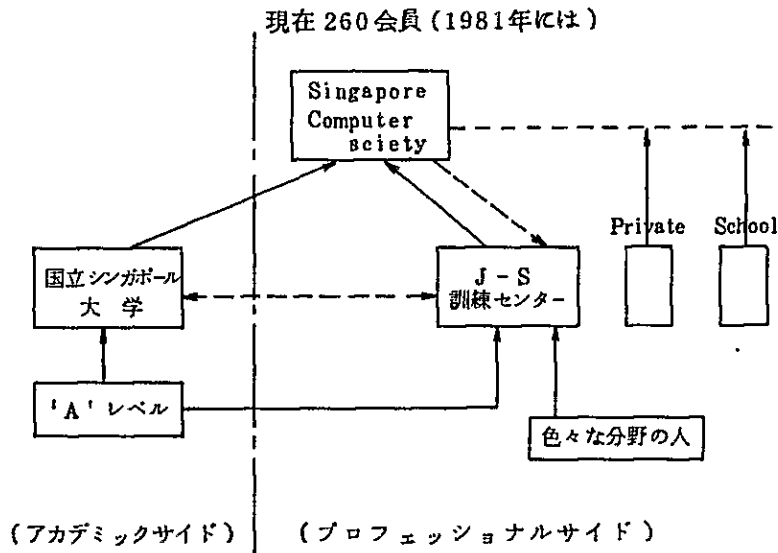 現在260会員(1981年には)
Singapore
Computer
sciety
Private School
国立シンガポール
大学
J-S
訓練センター
'A'レベル
色々な分野の人
(アカデミックサイド)
(プロフェッショナルサイド)